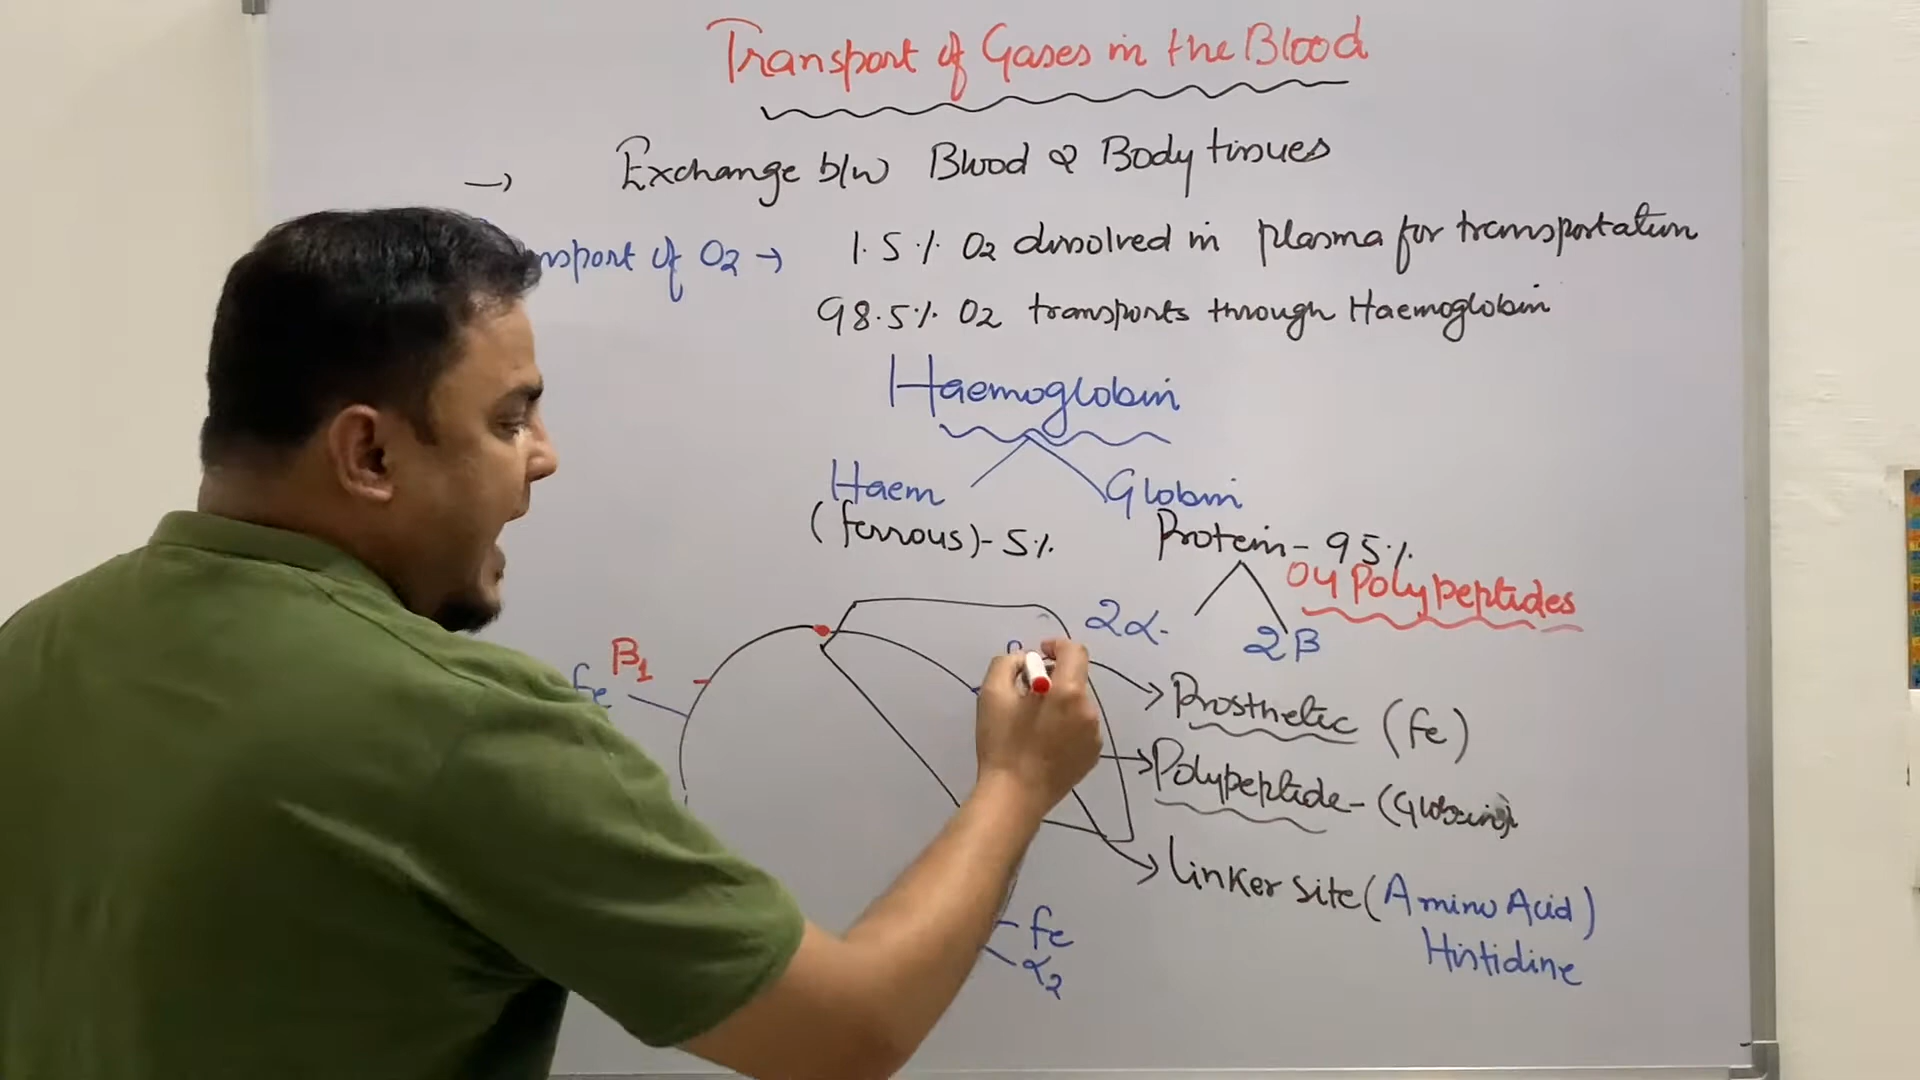 Transport of Gases in the Blood
→ Exchange b/w Blood & Body tissues
of O2 → 1.5% O2 dissolved in plasma for transportation
98.5% O2 transports through Haemoglobin
Haemoglobin
Haem Globin
(ferrous)-5% Protein-95%
04 Polypeptides
2α- 2β
fe β1
Prosthetic (fe)
Polypeptide-(Globin)
linker site (Amino Acid)
Histidine
fe
α2